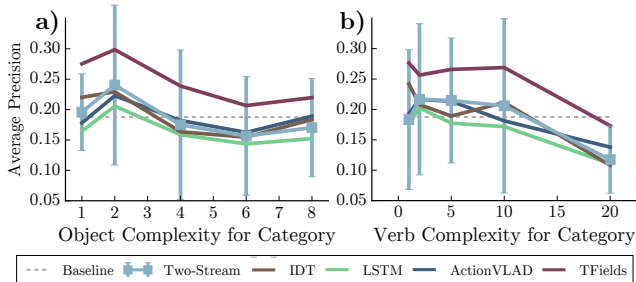 a) b)
Average Precision
0.30 0.30
0.25 0.25
0.20 0.20
0.15 0.15
0.10 0.10
0.05 0.05
1 2 3 4 5 6 7 8 0 5 10 15 20
Object Complexity for Category Verb Complexity for Category
Baseline Two-Stream IDT LSTM ActionVLAD TFields